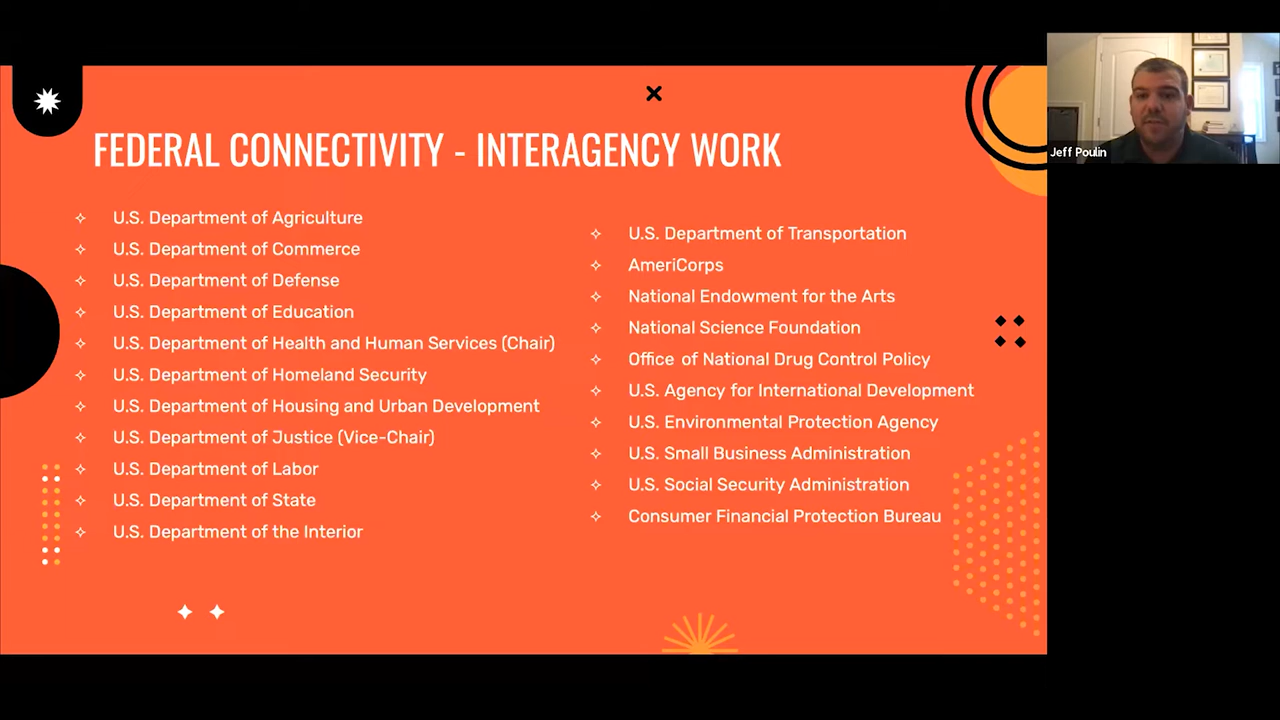 FEDERAL CONNECTIVITY - INTERAGENCY WORK
U.S. Department of Agriculture
U.S. Department of Commerce
U.S. Department of Defense
U.S. Department of Education
U.S. Department of Health and Human Services (Chair)
U.S. Department of Homeland Security
U.S. Department of Housing and Urban Development
U.S. Department of Justice (Vice-Chair)
U.S. Department of Labor
U.S. Department of State
U.S. Department of the Interior
U.S. Department of Transportation
AmeriCorps
National Endowment for the Arts
National Science Foundation
Office of National Drug Control Policy
U.S. Agency for International Development
U.S. Environmental Protection Agency
U.S. Small Business Administration
U.S. Social Security Administration
Consumer Financial Protection Bureau
Jeff Poulin